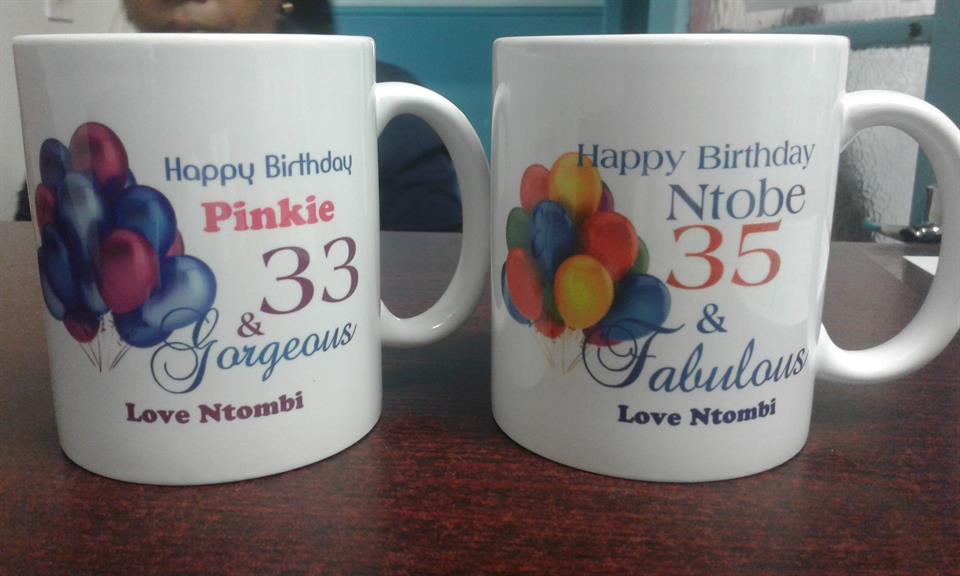 Happy Birthday
Pinkie
33
&
Gorgeous
Love Ntombi
Happy Birthday
Ntobe
35
&
Fabulous
Love Ntombi